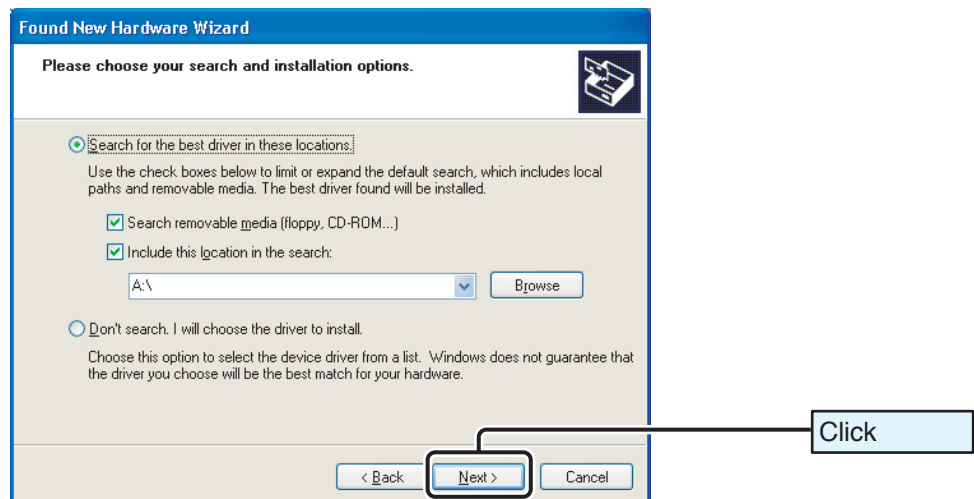 Found New Hardware Wizard
Please choose your search and installation options.
Search for the best driver in these locations.
Use the check boxes below to limit or expand the default search, which includes local
paths and removable media. The best driver found will be installed.
Search removable media (floppy, CD-ROM...)
Include this location in the search:
A:\
Browse
Don't search. I will choose the driver to install.
Choose this option to select the device driver from a list. Windows does not guarantee that
the driver you choose will be the best match for your hardware.
Click
< Back
Next >
Cancel